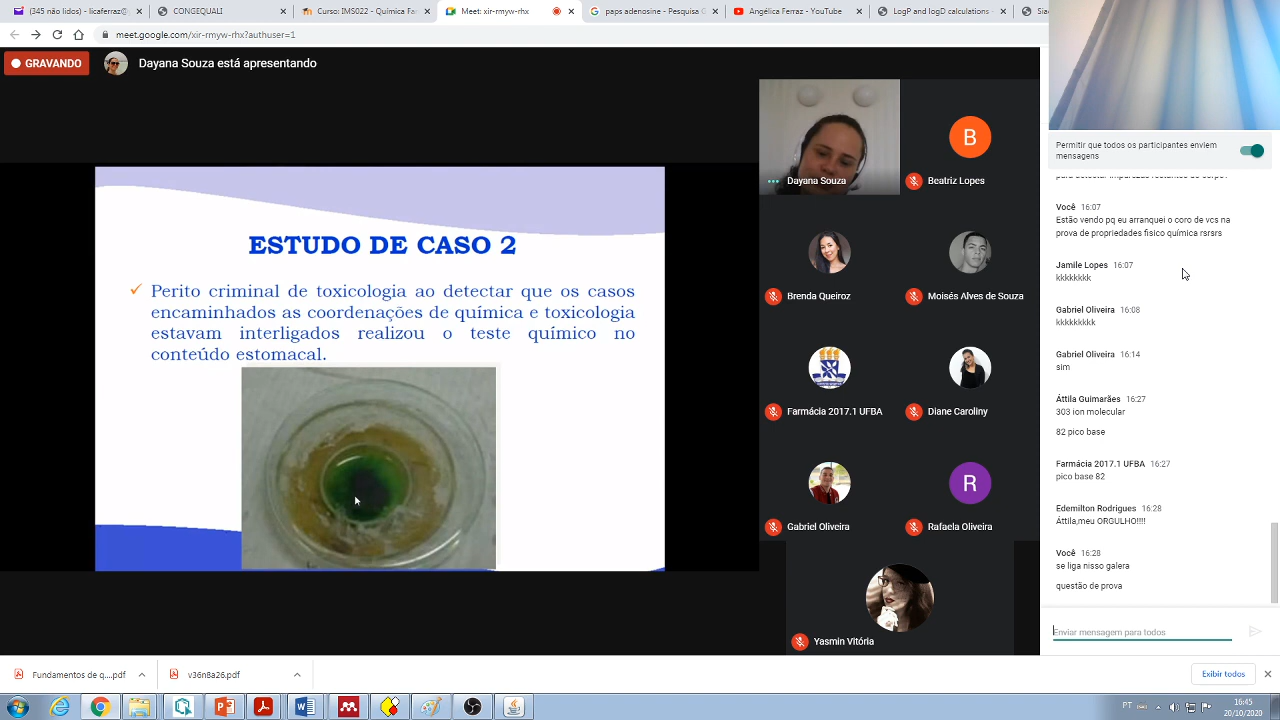 (345 não lidos) - licaferraz@
CONGEQUALI
Curso: IMS022 - Química Fa
Meet: xir-rmyw-rhx
paps adenosine - Pesquisa
Angélica Ferraz - YouTube
LogP and logD calculations
meet.google.com/xir-rmyw-rhx?authuser=1
GRAVANDO
Dayana Souza está apresentando
ESTUDO DE CASO 2
Perito criminal de toxicologia ao detectar que os casos
encaminhados as coordenações de química e toxicologia
estavam interligados realizou o teste químico no
conteúdo estomacal.
Dayana Souza
B
Beatriz Lopes
Brenda Queiroz
Moisés Alves de Souza
Farmácia 2017.1 UFBA
Diane Caroliny
Gabriel Oliveira
R
Rafaela Oliveira
Yasmin Vitória
Permitir que todos os participantes enviem
mensagens
Você 16:07
Estão vendo pq eu arranquei o coro de vcs na
prova de propriedades fisico química rsrsrs
Jamile Lopes 16:07
kkkkkkkk
Gabriel Oliveira 16:08
kkkkkkkkk
Gabriel Oliveira 16:14
sim
Áttila Guimarães 16:27
303 ion molecular
82 pico base
Farmácia 2017.1 UFBA 16:27
pico base 82
Edemilton Rodrigues 16:28
Áttila,meu ORGULHO!!!!
Você 16:28
se liga nisso galera
questão de prova
Enviar mensagem para todos
Fundamentos de q....pdf
v36n8a26.pdf
Exibir todos
PT
16:45
20/10/2020